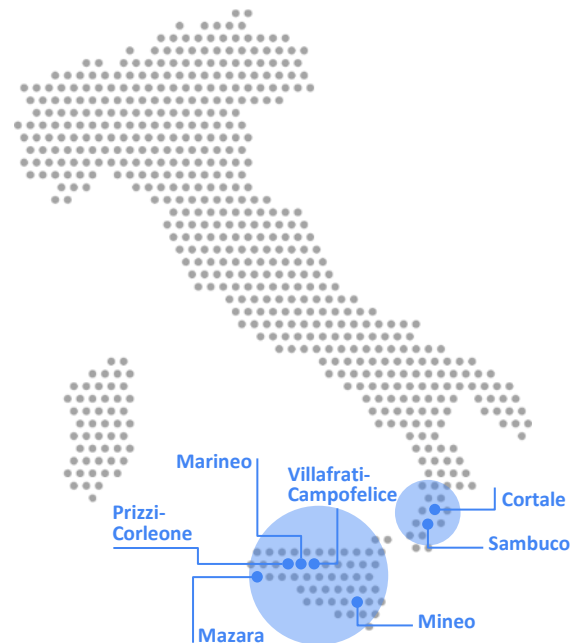 Marineo
Villafrati-
Campofelice
Prizzi-
Corleone
Cortale
Sambuco
Mineo
Mazara